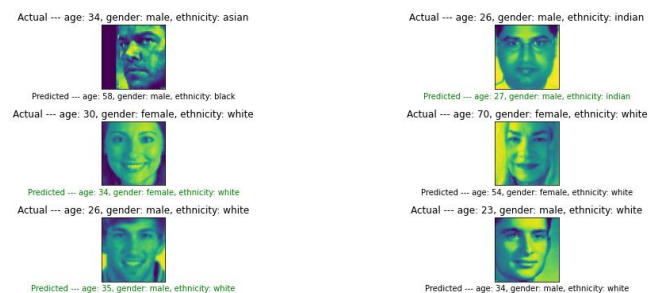 Actual --- age: 34, gender: male, ethnicity: asian
Predicted --- age: 58, gender: male, ethnicity: black
Actual --- age: 26, gender: male, ethnicity: indian
Predicted --- age: 27, gender: male, ethnicity: indian
Actual --- age: 30, gender: female, ethnicity: white
Predicted --- age: 34, gender: female, ethnicity: white
Actual --- age: 70, gender: female, ethnicity: white
Predicted --- age: 54, gender: female, ethnicity: white
Actual --- age: 26, gender: male, ethnicity: white
Predicted --- age: 35, gender: male, ethnicity: white
Actual --- age: 23, gender: male, ethnicity: white
Predicted --- age: 34, gender: male, ethnicity: white